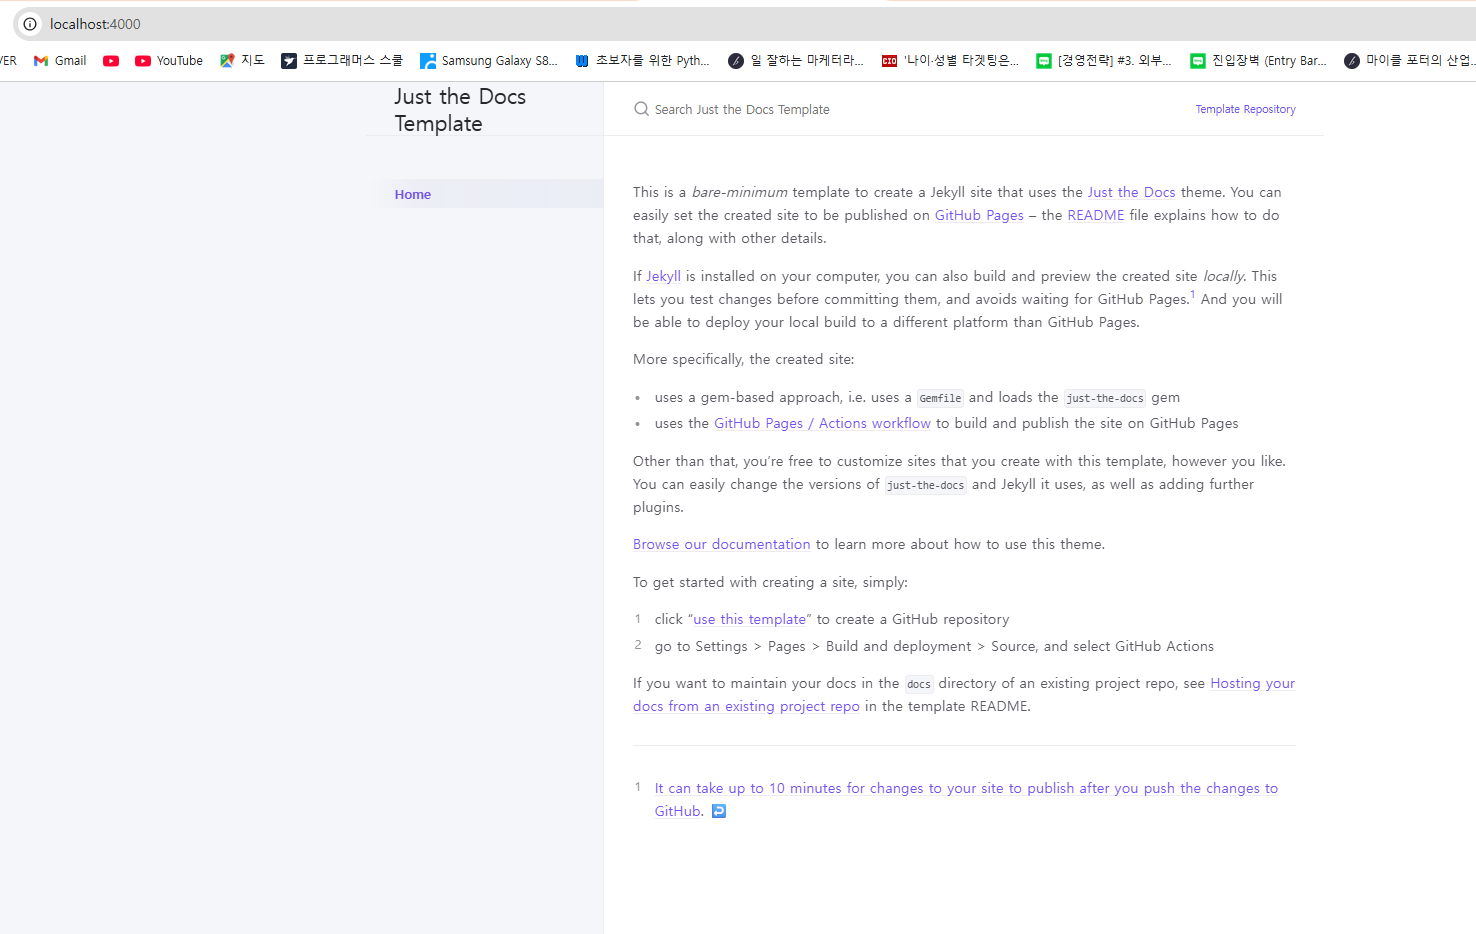 localhost:4000
VER
Gmail
YouTube
지도
프로그래머스 스쿨
Samsung Galaxy S8...
초보자를 위한 Pyth...
일 잘하는 마케터라...
CIO
'나이·성별 타겟팅은...
[경영전략] #3. 외부...
진입장벽 (Entry Bar...
마이클 포터의 산업...
Just the Docs
Template
Search Just the Docs Template
Template Repository
Home
This is a bare-minimum template to create a Jekyll site that uses the Just the Docs theme. You can
easily set the created site to be published on GitHub Pages – the README file explains how to do
that, along with other details.
If Jekyll is installed on your computer, you can also build and preview the created site locally. This
lets you test changes before committing them, and avoids waiting for GitHub Pages.1 And you will
be able to deploy your local build to a different platform than GitHub Pages.
More specifically, the created site:
• uses a gem-based approach, i.e. uses a Gemfile and loads the just-the-docs gem
• uses the GitHub Pages / Actions workflow to build and publish the site on GitHub Pages
Other than that, you’re free to customize sites that you create with this template, however you like.
You can easily change the versions of just-the-docs and Jekyll it uses, as well as adding further
plugins.
Browse our documentation to learn more about how to use this theme.
To get started with creating a site, simply:
1 click “use this template” to create a GitHub repository
2 go to Settings > Pages > Build and deployment > Source, and select GitHub Actions
If you want to maintain your docs in the docs directory of an existing project repo, see Hosting your
docs from an existing project repo in the template README.
1 It can take up to 10 minutes for changes to your site to publish after you push the changes to
GitHub. ↩